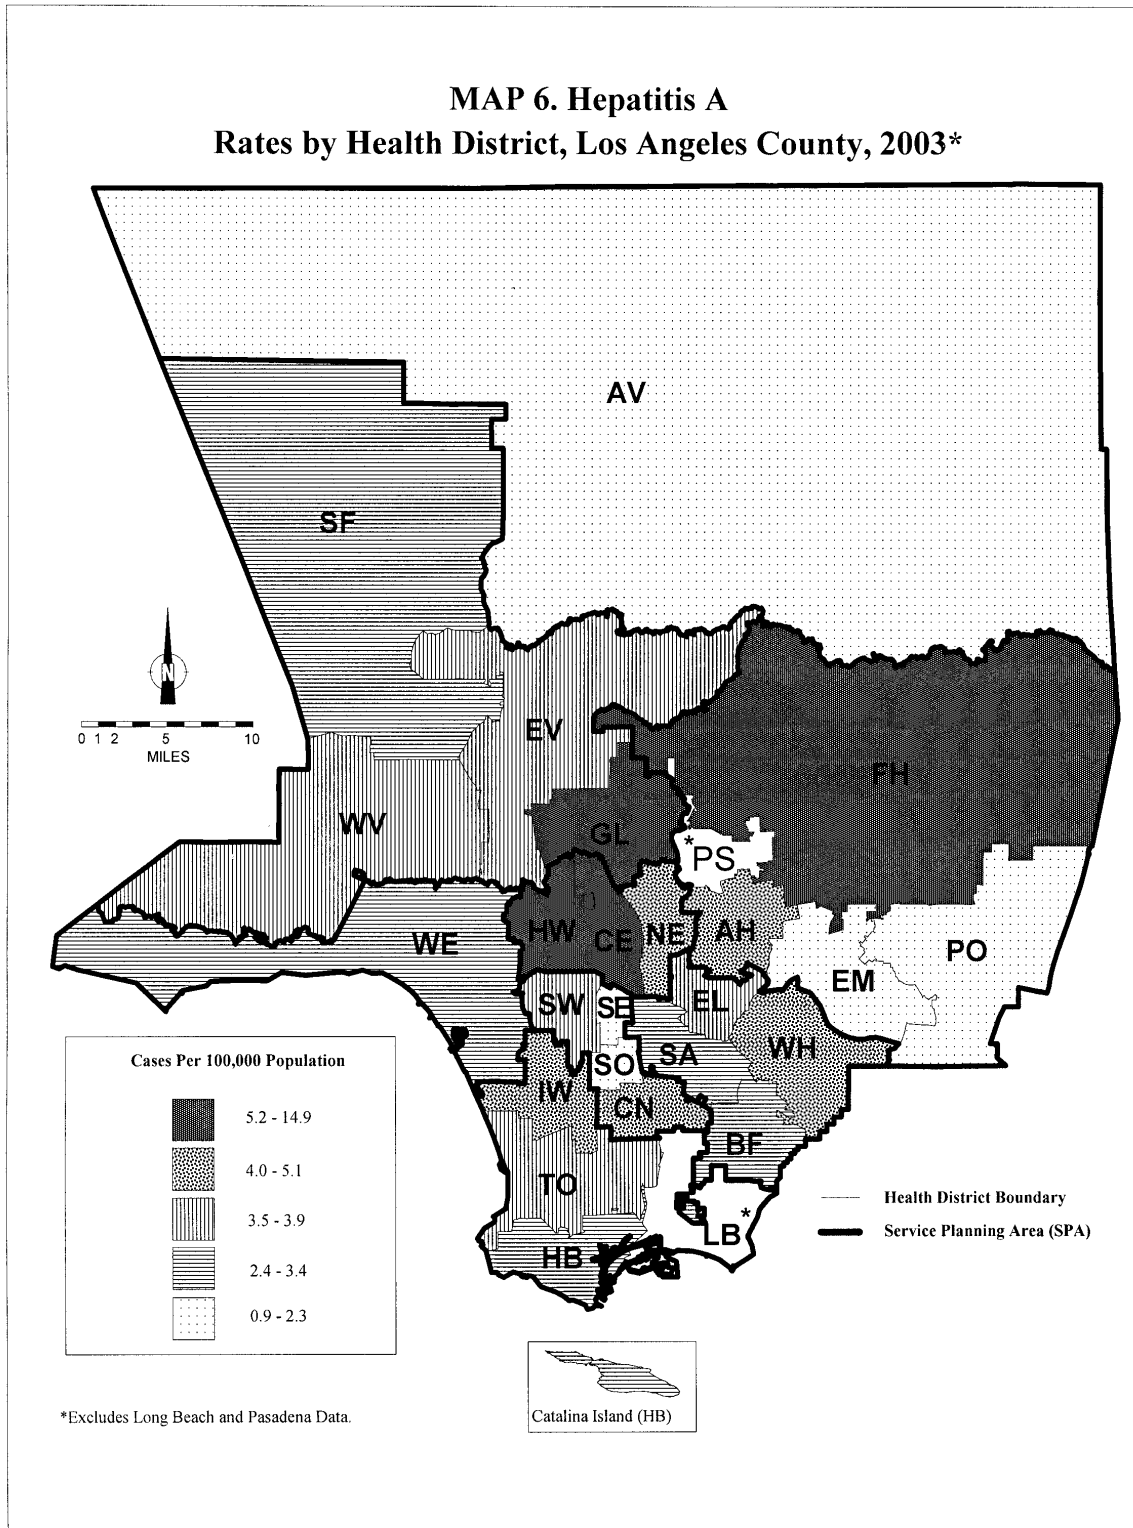 MAP 6. Hepatitis A
Rates by Health District, Los Angeles County, 2003*
AV
SF
N
0 1 2 5 10
MILES
EV
FH
WV
GL
*
PS
WE
HW
CE
NE
AH
PO
EM
SW
SE
EL
SO
SA
WH
IW
CN
BF
TO
*
LB
HB
Cases Per 100,000 Population
5.2 - 14.9
4.0 - 5.1
3.5 - 3.9
2.4 - 3.4
0.9 - 2.3
Health District Boundary
Service Planning Area (SPA)
*Excludes Long Beach and Pasadena Data.
Catalina Island (HB)